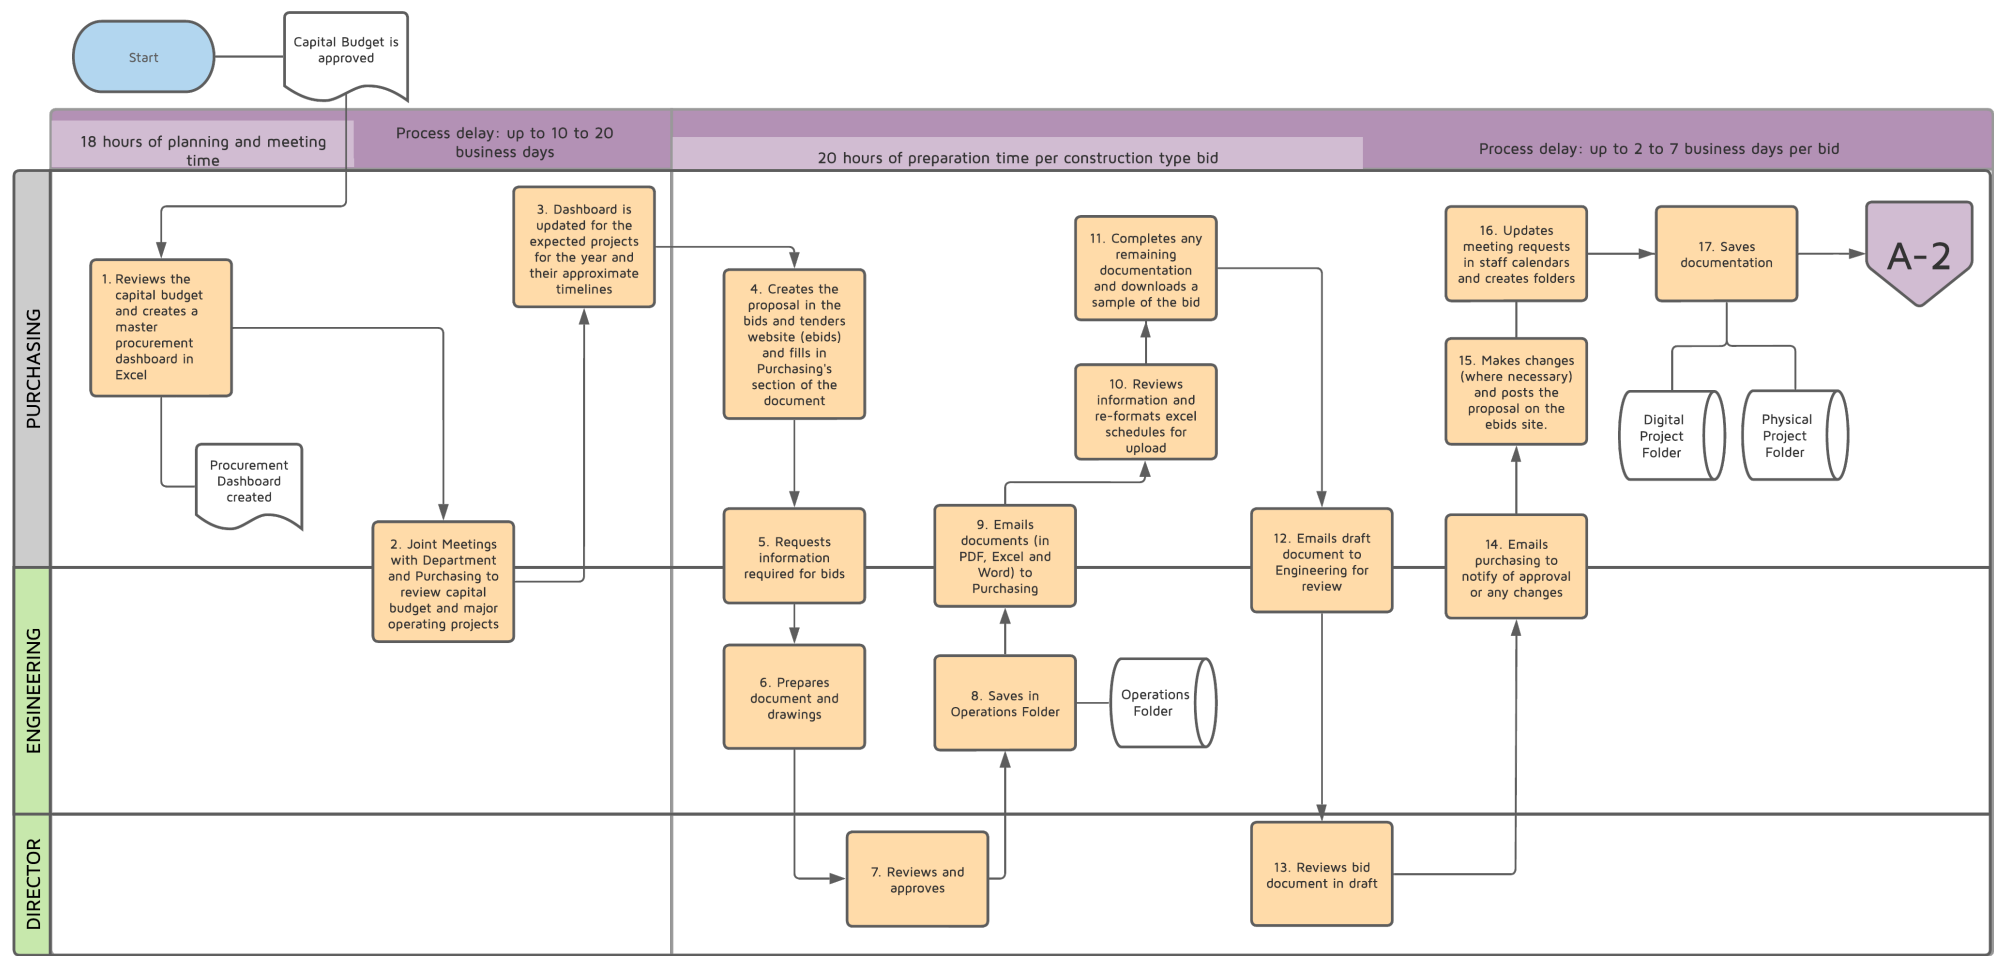 Start
Capital Budget is
approved
18 hours of planning and meeting
time
Process delay: up to 10 to 20
business days
20 hours of preparation time per construction type bid
Process delay: up to 2 to 7 business days per bid
PURCHASING
ENGINEERING
DIRECTOR
1. Reviews the
capital budget
and creates a
master
procurement
dashboard in
Excel
Procurement
Dashboard
created
2. Joint Meetings
with Department
and Purchasing to
review capital
budget and major
operating projects
3. Dashboard is
updated for the
expected projects
for the year and
their approximate
timelines
4. Creates the
proposal in the
bids and tenders
website (ebids)
and fills in
Purchasing's
section of the
document
5. Requests
information
required for bids
6. Prepares
document and
drawings
7. Reviews and
approves
8. Saves in
Operations Folder
Operations
Folder
9. Emails
documents (in
PDF, Excel and
Word) to
Purchasing
10. Reviews
information and
re-formats excel
schedules for
upload
11. Completes any
remaining
documentation
and downloads a
sample of the bid
12. Emails draft
document to
Engineering for
review
13. Reviews bid
document in draft
14. Emails
purchasing to
notify of approval
or any changes
15. Makes changes
(where necessary)
and posts the
proposal on the
ebids site.
16. Updates
meeting requests
in staff calendars
and creates folders
17. Saves
documentation
Digital
Project
Folder
Physical
Project
Folder
A-2